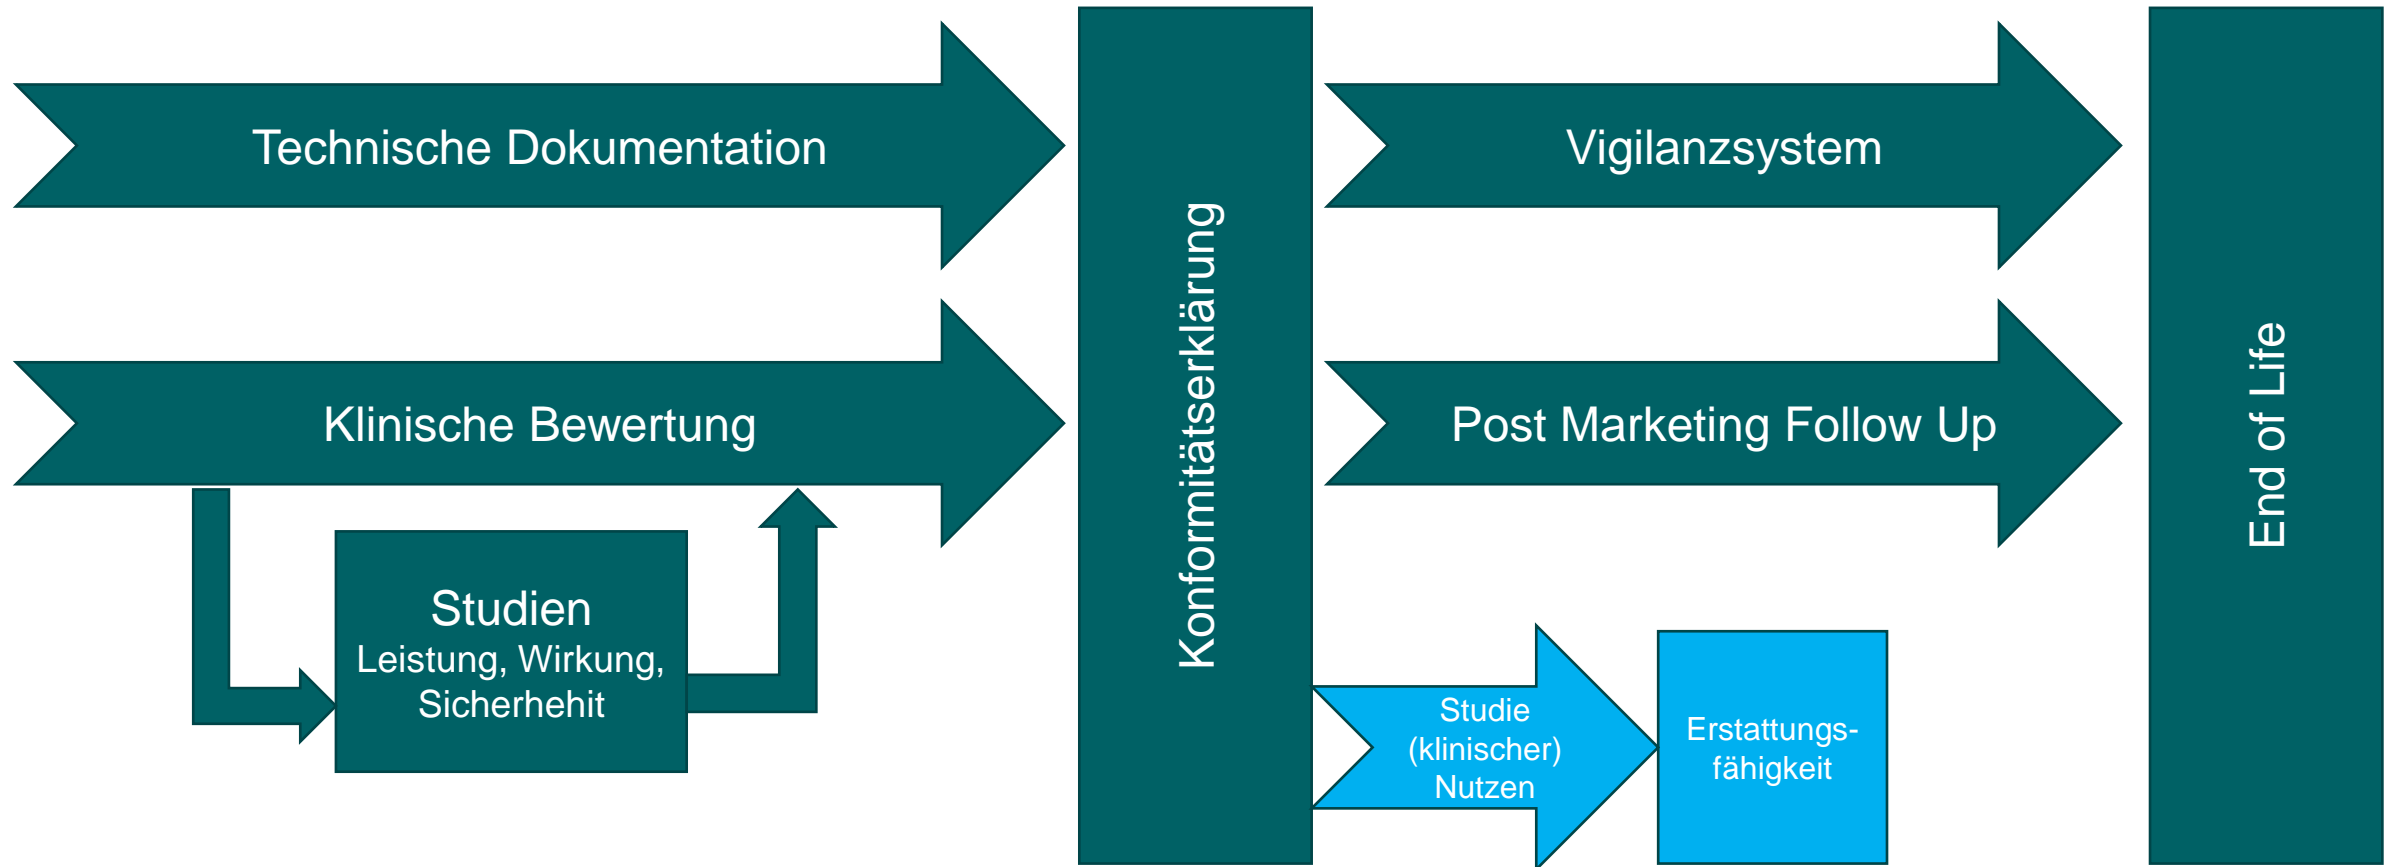 Technische Dokumentation
Klinische Bewertung
Studien
Leistung, Wirkung,
Sicherhehit
Konformitätserklärung
Vigilanzsystem
Post Marketing Follow Up
Studie
(klinischer)
Nutzen
Erstattungs-
fähigkeit
End of Life